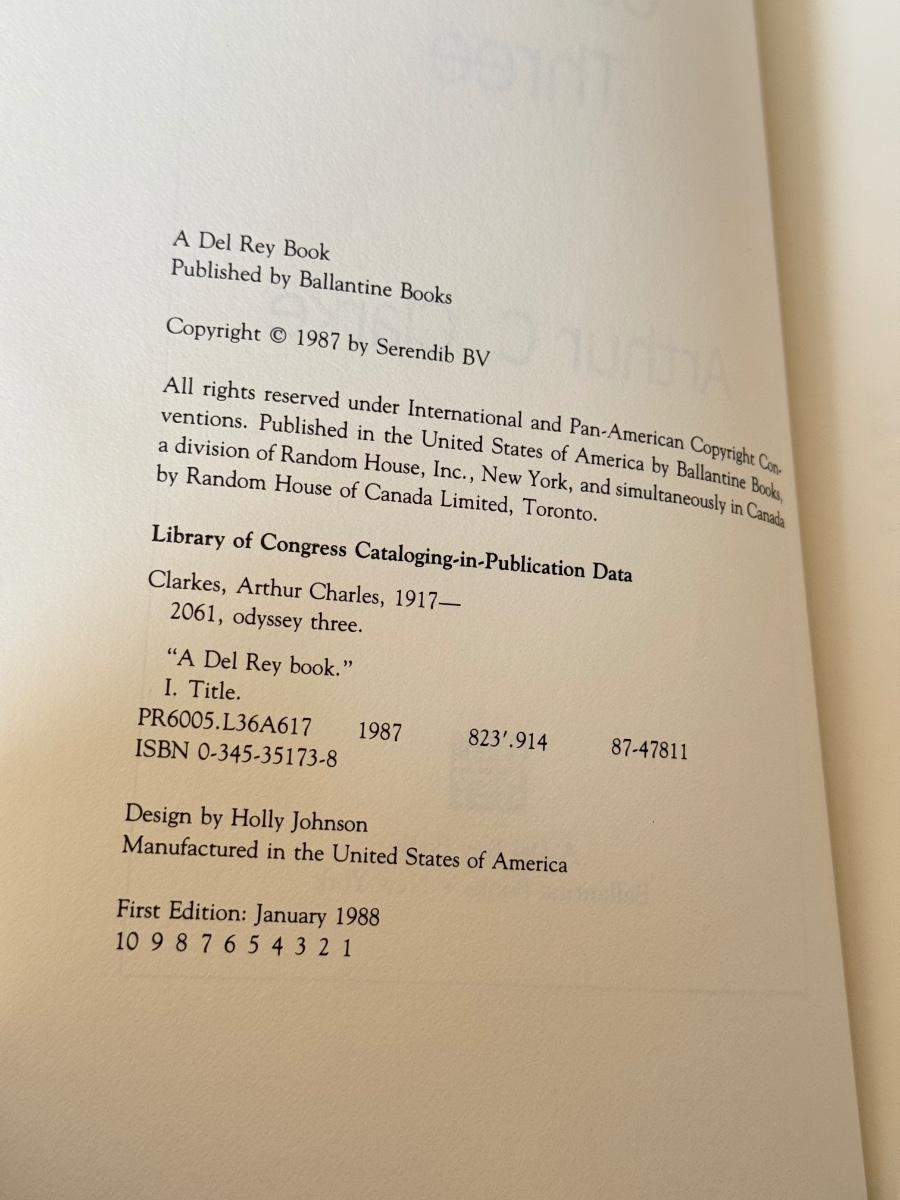 A Del Rey Book
Published by Ballantine Books
Copyright © 1987 by Serendib BV
All rights reserved under International and Pan-American Copyright Con-
ventions. Published in the United States of America by Ballantine Books,
a division of Random House, Inc., New York, and simultaneously in Canada
by Random House of Canada Limited, Toronto.
Library of Congress Cataloging-in-Publication Data
Clarkes, Arthur Charles, 1917—
2061, odyssey three.
“A Del Rey book.”
I. Title.
PR6005.L36A617 1987 823′.914 87-47811
ISBN 0-345-35173-8
Design by Holly Johnson
Manufactured in the United States of America
First Edition: January 1988
10 9 8 7 6 5 4 3 2 1